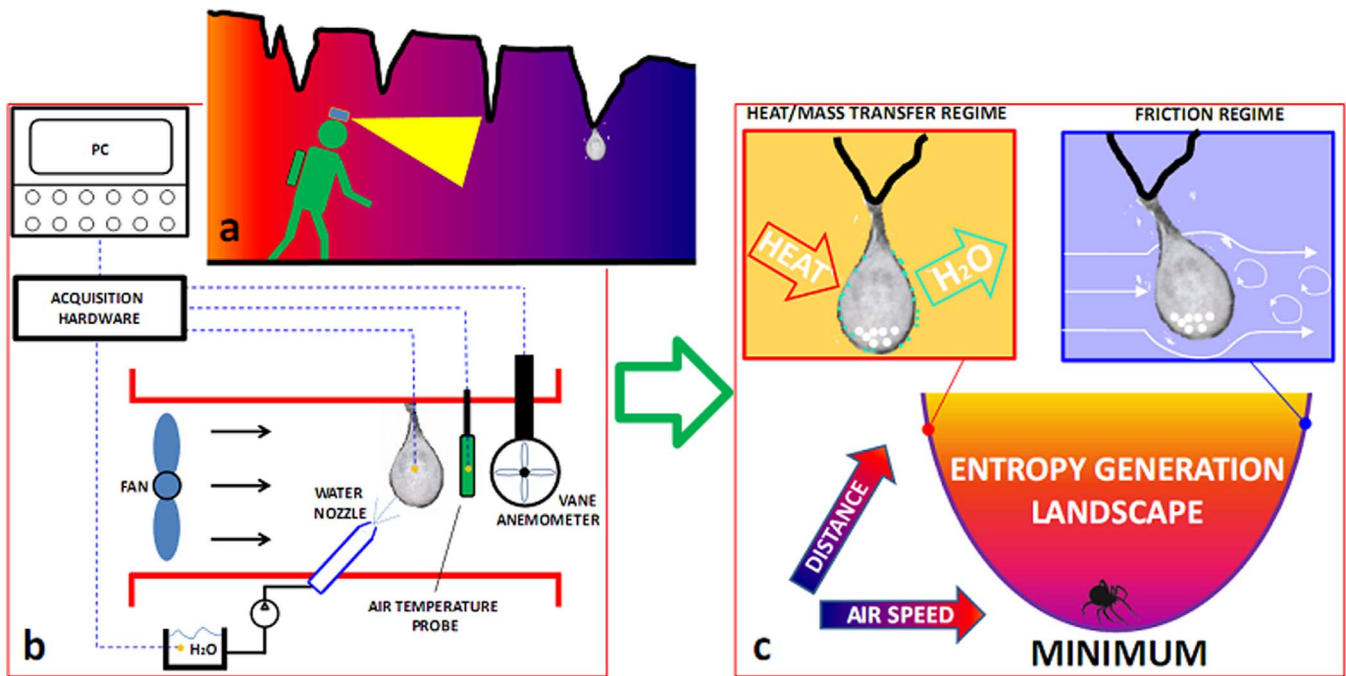 a
PC
ACQUISITION
HARDWARE
FAN
WATER
NOZZLE
VANE
ANEMOMETER
AIR TEMPERATURE
PROBE
H₂O
b
HEAT/MASS TRANSFER REGIME
FRICTION REGIME
HEAT
H₂O
ENTROPY GENERATION
LANDSCAPE
DISTANCE
AIR SPEED
MINIMUM
c